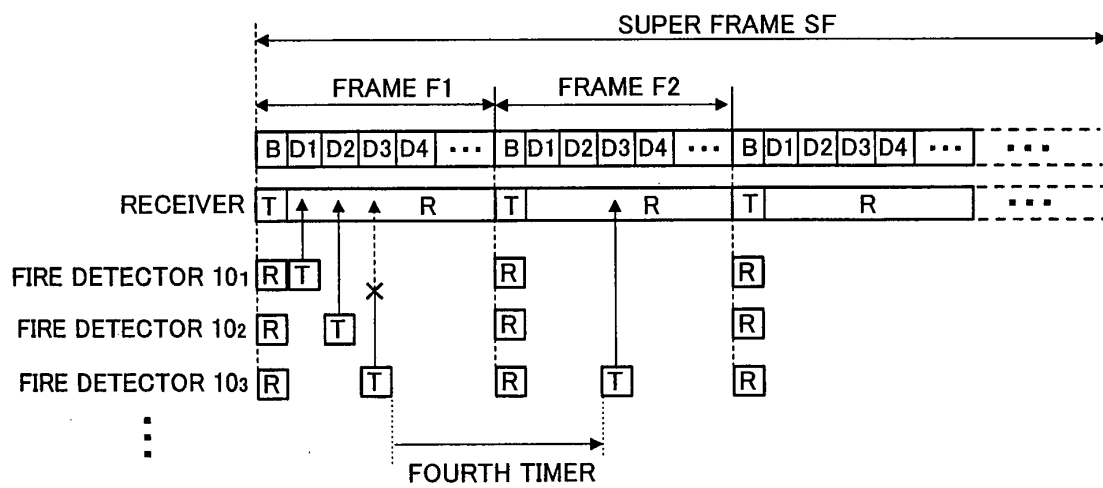 SUPER FRAME SF
FRAME F1 FRAME F2
B D1 D2 D3 D4 ··· B D1 D2 D3 D4 ··· B D1 D2 D3 D4 ··· ···
RECEIVER T R T R T R ···
FIRE DETECTOR 10₁ R T R R
FIRE DETECTOR 10₂ R T R R
FIRE DETECTOR 10₃ R T R T R
FOURTH TIMER